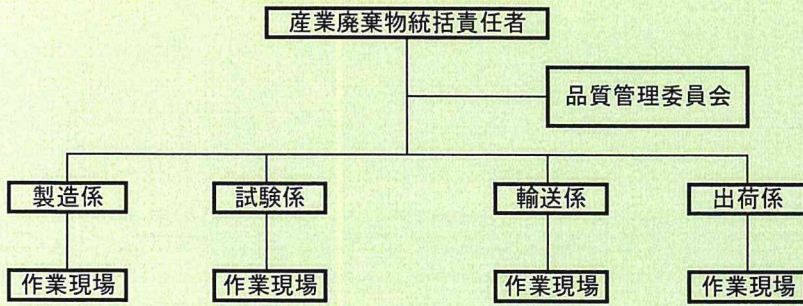 産業廃棄物統括責任者
品質管理委員会
製造係
試験係
輸送係
出荷係
作業現場
作業現場
作業現場
作業現場